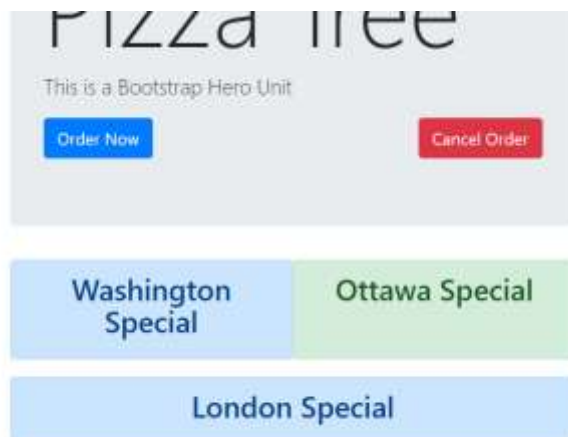 Pizza Tree
This is a Bootstrap Hero Unit
Order Now Cancel Order
Washington
Special
Ottawa Special
London Special